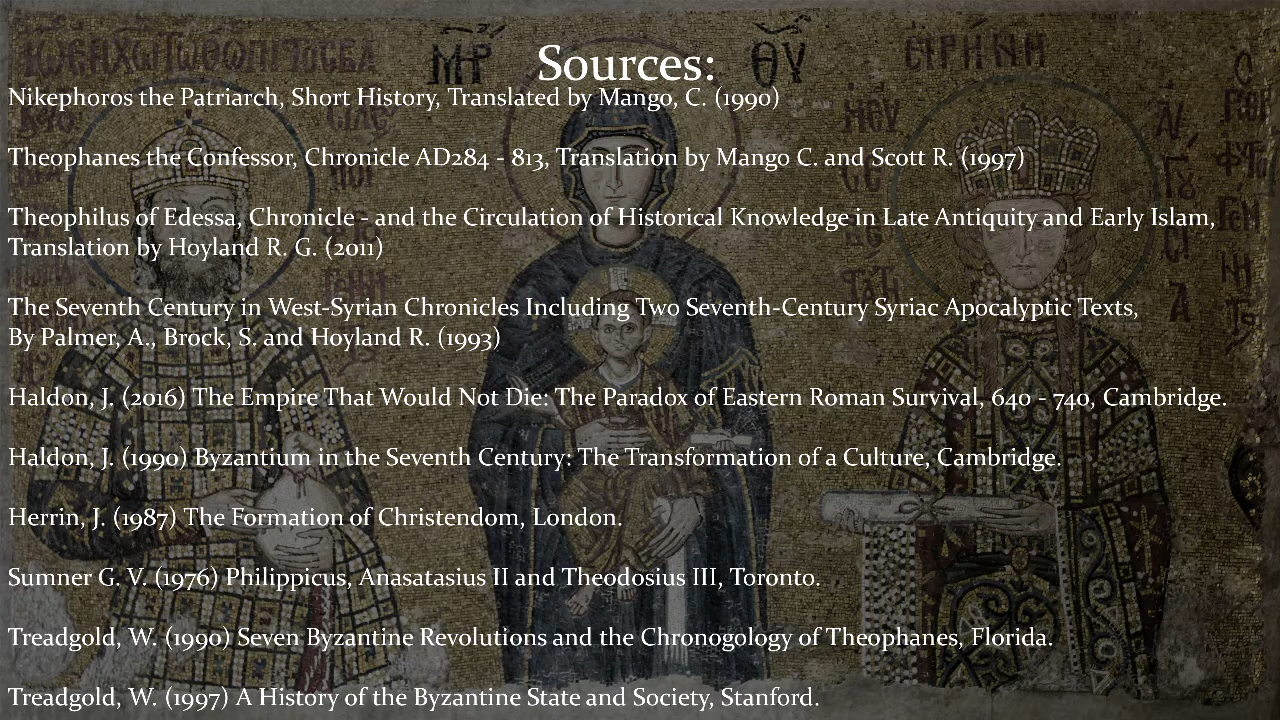 Sources:
Nikephoros the Patriarch, Short History, Translated by Mango, C. (1990)
Theophanes the Confessor, Chronicle AD284 - 813, Translation by Mango C. and Scott R. (1997)
Theophilus of Edessa, Chronicle - and the Circulation of Historical Knowledge in Late Antiquity and Early Islam,
Translation by Hoyland R. G. (2011)
The Seventh Century in West-Syrian Chronicles Including Two Seventh-Century Syriac Apocalyptic Texts,
By Palmer, A., Brock, S. and Hoyland R. (1993)
Haldon, J. (2016) The Empire That Would Not Die: The Paradox of Eastern Roman Survival, 640 - 740, Cambridge.
Haldon, J. (1990) Byzantium in the Seventh Century: The Transformation of a Culture, Cambridge.
Herrin, J. (1987) The Formation of Christendom, London.
Sumner G. V. (1976) Philippicus, Anasatasius II and Theodosius III, Toronto.
Treadgold, W. (1990) Seven Byzantine Revolutions and the Chronogology of Theophanes, Florida.
Treadgold, W. (1997) A History of the Byzantine State and Society, Stanford.
ΜΡ ΘΥ